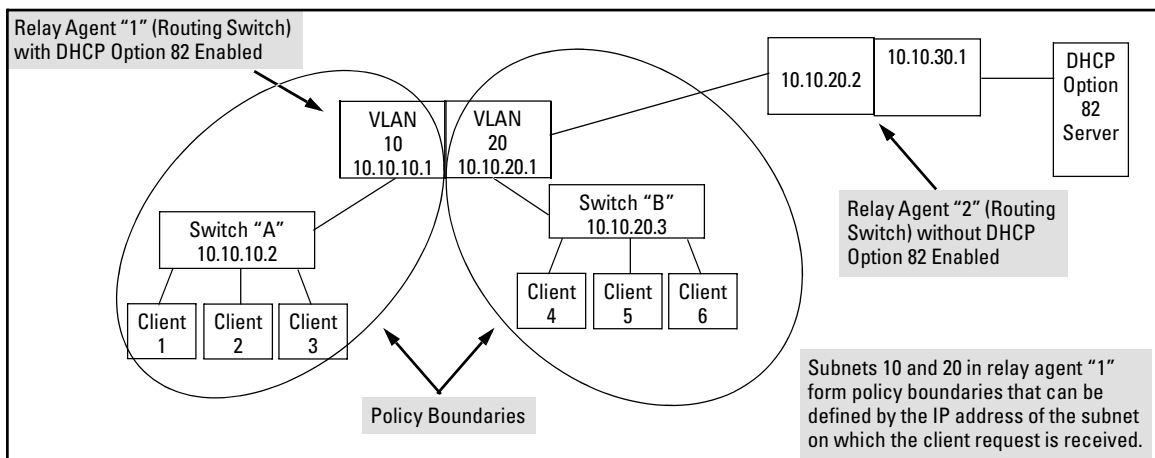 Relay Agent “1” (Routing Switch)
with DHCP Option 82 Enabled
VLAN
10
10.10.10.1
VLAN
20
10.10.20.1
10.10.20.2
10.10.30.1
DHCP
Option
82
Server
Switch “A”
10.10.10.2
Switch “B”
10.10.20.3
Relay Agent “2” (Routing
Switch) without DHCP
Option 82 Enabled
Client
1
Client
2
Client
3
Client
4
Client
5
Client
6
Policy Boundaries
Subnets 10 and 20 in relay agent “1”
form policy boundaries that can be
defined by the IP address of the subnet
on which the client request is received.